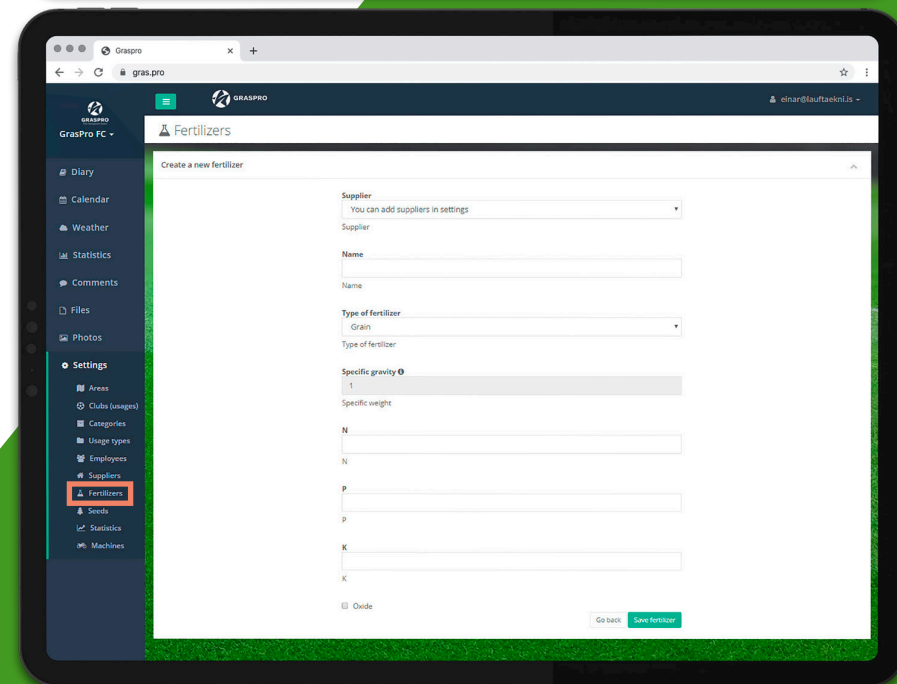 Graspro
gras.pro
GRASPRO
GrasPro FC
GRASPRO
einar@lauftaekni.is
Fertilizers
Diary
Calendar
Weather
Statistics
Comments
Files
Photos
Settings
Areas
Clubs (usages)
Categories
Usage types
Employees
Suppliers
Fertilizers
Seeds
Statistics
Machines
Create a new fertilizer
Supplier
You can add suppliers in settings
Supplier
Name
Name
Type of fertilizer
Grain
Type of fertilizer
Specific gravity
1
Specific weight
N
N
P
P
K
K
Oxide
Go back Save fertilizer